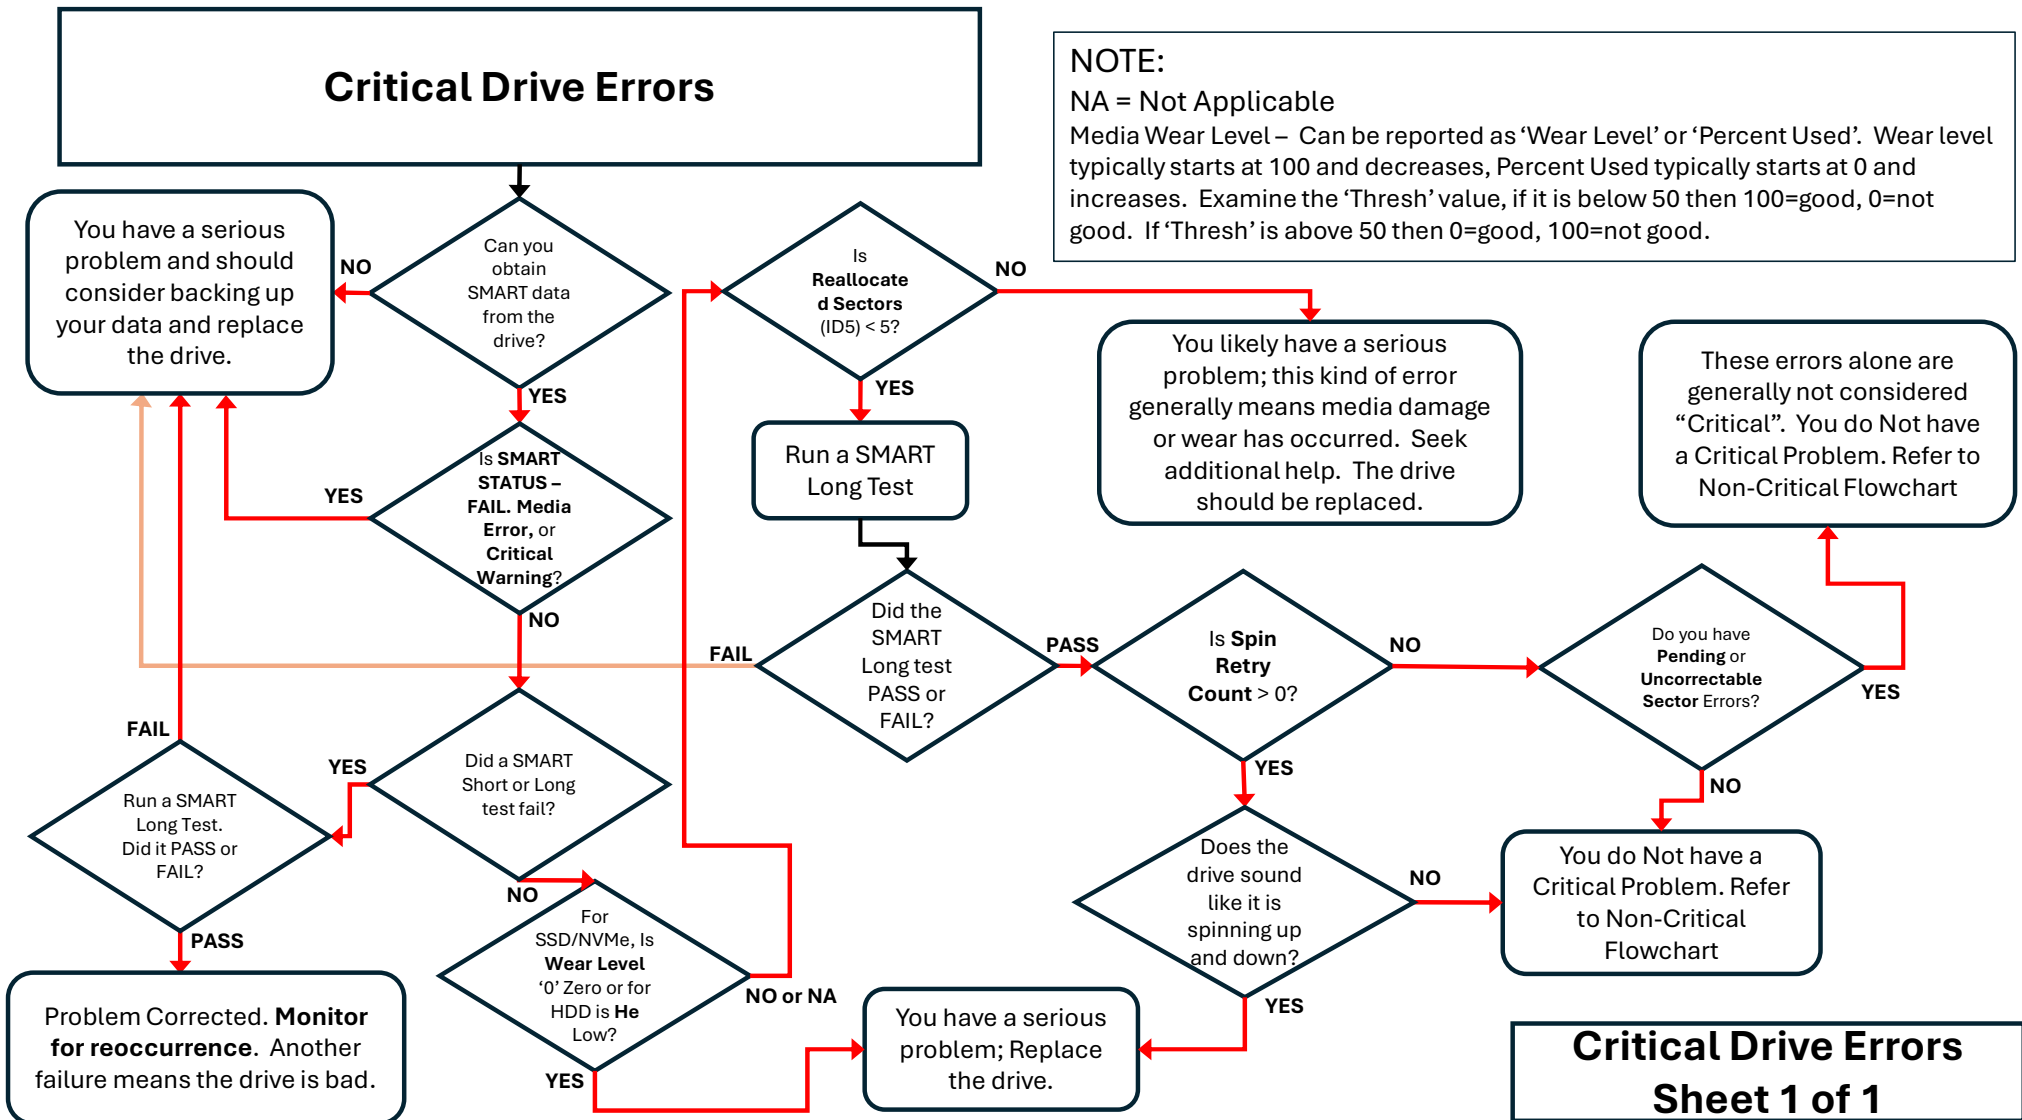 Critical Drive Errors
NOTE:
NA = Not Applicable
Media Wear Level – Can be reported as ‘Wear Level’ or ‘Percent Used’. Wear level
typically starts at 100 and decreases, Percent Used typically starts at 0 and
increases. Examine the ‘Thresh’ value, if it is below 50 then 100=good, 0=not
good. If ‘Thresh’ is above 50 then 0=good, 100=not good.
You have a serious
problem and should
consider backing up
your data and replace
the drive.
NO
Can you
obtain
SMART data
from the
drive?
YES
Is
Reallocate
d Sectors
(ID5) < 5?
NO
YES
You likely have a serious
problem; this kind of error
generally means media damage
or wear has occurred. Seek
additional help. The drive
should be replaced.
These errors alone are
generally not considered
“Critical”. You do Not have
a Critical Problem. Refer to
Non-Critical Flowchart
Run a SMART
Long Test
YES
Is SMART
STATUS –
FAIL. Media
Error, or
Critical
Warning?
NO
FAIL
Did the
SMART
Long test
PASS or
FAIL?
PASS
Is Spin
Retry
Count > 0?
NO
YES
Do you have
Pending or
Uncorrectable
Sector Errors?
YES
NO
FAIL
Run a SMART
Long Test.
Did it PASS or
FAIL?
PASS
YES
Did a SMART
Short or Long
test fail?
NO
For
SSD/NVMe, Is
Wear Level
‘0’ Zero or for
HDD is He
Low?
NO or NA
YES
Does the
drive sound
like it is
spinning up
and down?
NO
YES
You do Not have a
Critical Problem. Refer
to Non-Critical
Flowchart
Problem Corrected. Monitor
for reoccurrence. Another
failure means the drive is bad.
You have a serious
problem; Replace
the drive.
Critical Drive Errors
Sheet 1 of 1